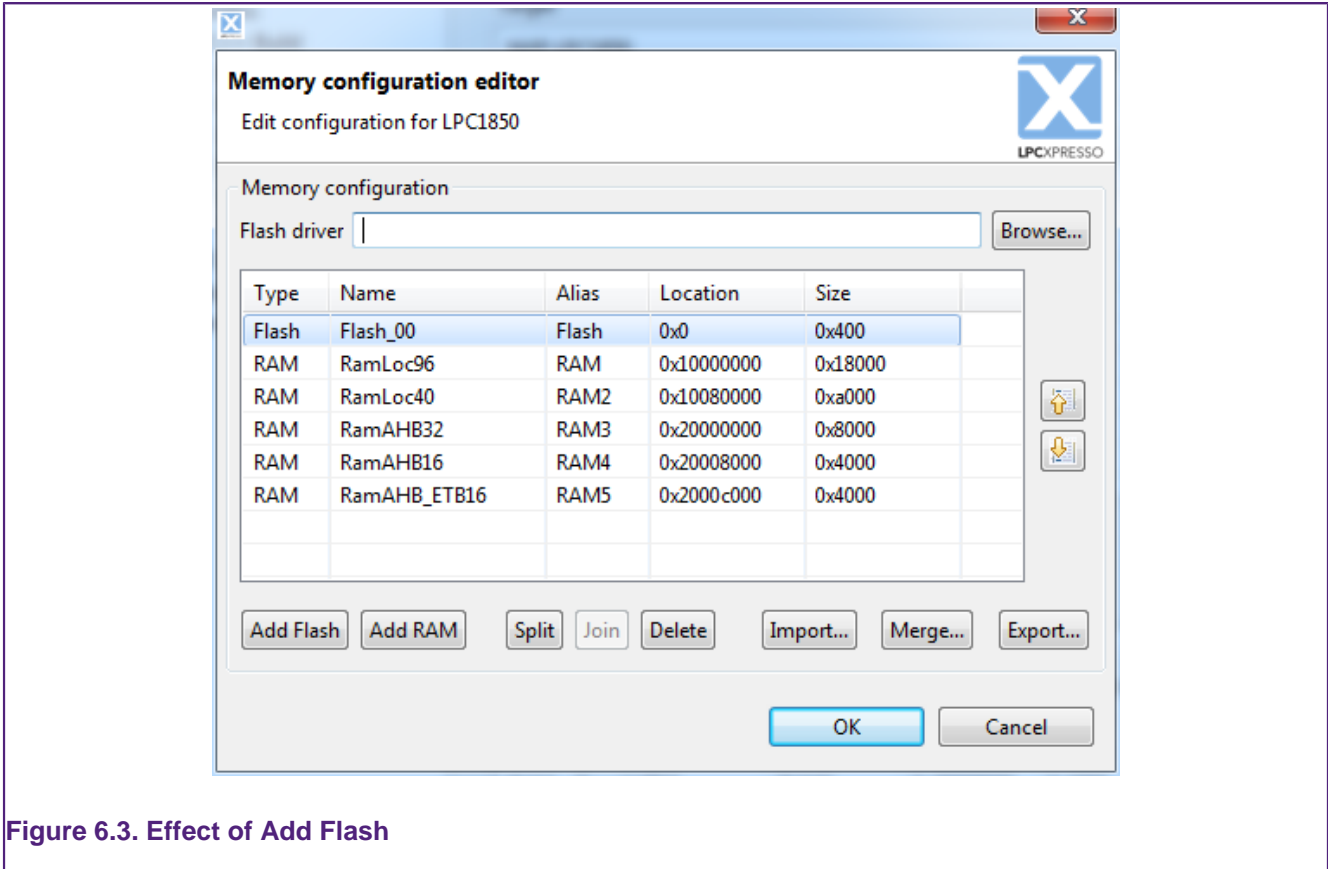 Memory configuration editor
Edit configuration for LPC1850
LPCXPRESSO
Memory configuration
Flash driver Browse...
Type Name Alias Location Size
Flash Flash_00 Flash 0x0 0x400
RAM RamLoc96 RAM 0x10000000 0x18000
RAM RamLoc40 RAM2 0x10080000 0xa000
RAM RamAHB32 RAM3 0x20000000 0x8000
RAM RamAHB16 RAM4 0x20008000 0x4000
RAM RamAHB_ETB16 RAM5 0x2000c000 0x4000
Add Flash Add RAM Split Join Delete Import... Merge... Export...
OK Cancel
Figure 6.3. Effect of Add Flash